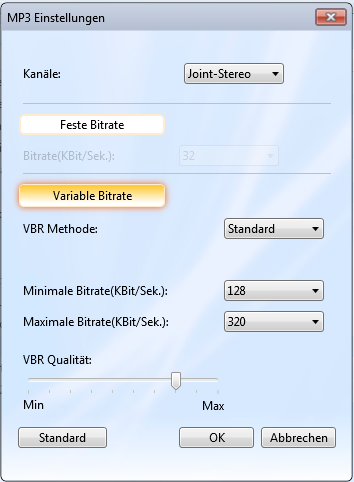 MP3 Einstellungen
Kanäle: Joint-Stereo
Feste Bitrate
Bitrate(KBit/Sek.): 32
Variable Bitrate
VBR Methode: Standard
Minimale Bitrate(KBit/Sek.): 128
Maximale Bitrate(KBit/Sek.): 320
VBR Qualität:
Min Max
Standard OK Abbrechen